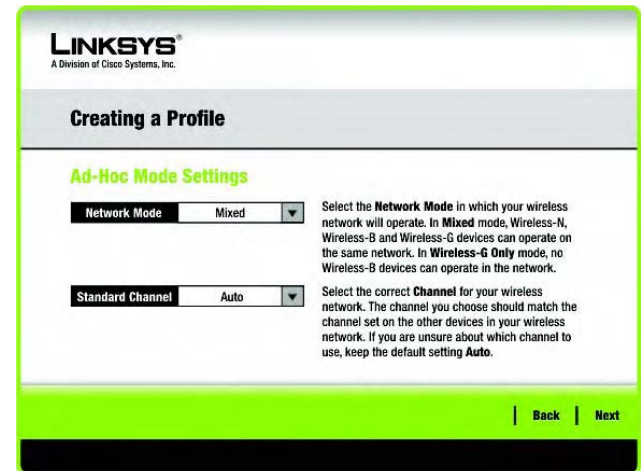 LINKSYS®
A Division of Cisco Systems, Inc.
Creating a Profile
Ad-Hoc Mode Settings
Network Mode Mixed
Select the Network Mode in which your wireless
network will operate. In Mixed mode, Wireless-N,
Wireless-B and Wireless-G devices can operate on
the same network. In Wireless-G Only mode, no
Wireless-B devices can operate in the network.
Standard Channel Auto
Select the correct Channel for your wireless
network. The channel you choose should match the
channel set on the other devices in your wireless
network. If you are unsure about which channel to
use, keep the default setting Auto.
Back Next